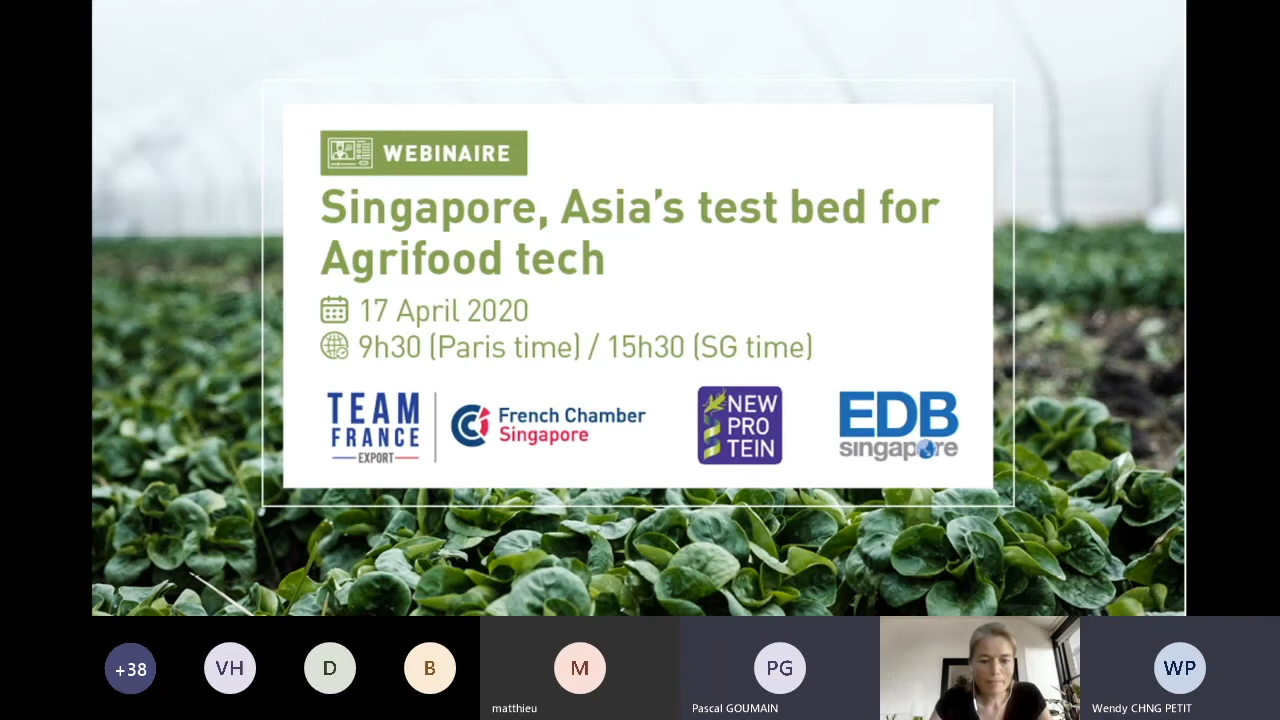 WEBINAIRE
Singapore, Asia's test bed for
Agrifood tech
17 April 2020
9h30 (Paris time) / 15h30 (SG time)
TEAM
FRANCE
EXPORT
French Chamber
Singapore
NEW
PRO
TEIN
EDB
singapore
+38
VH
D
B
M
matthieu
PG
Pascal GOUMAIN
WP
Wendy CHNG PETIT